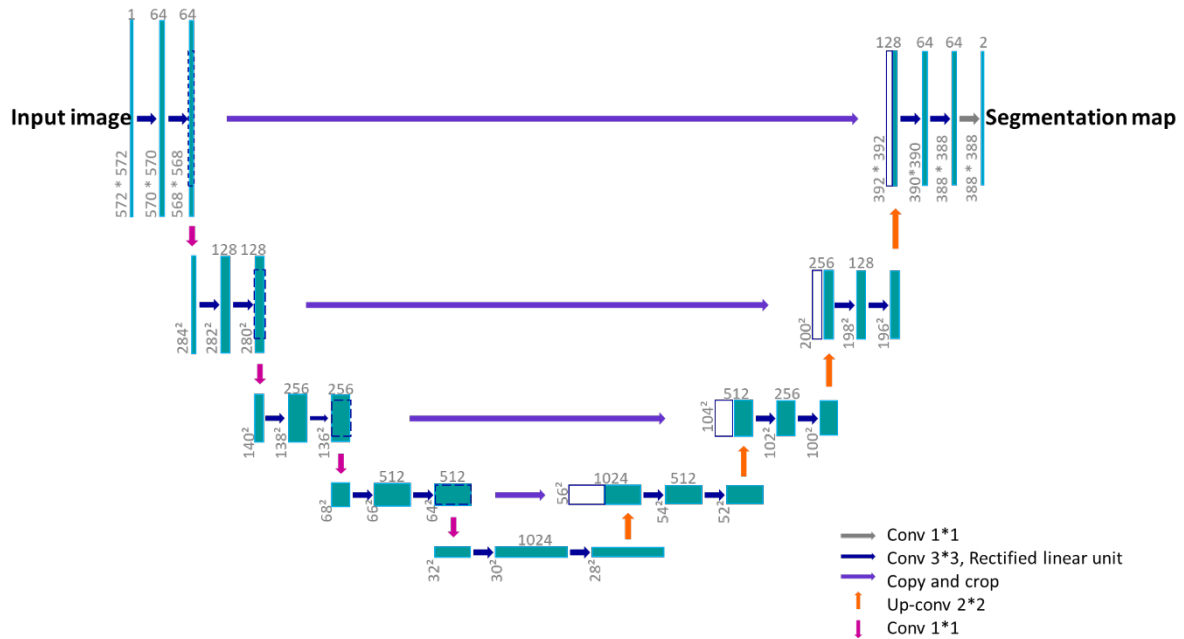 1 64 64
128 64 64 2
Input image
Segmentation map
572 * 572
570 * 570
568 * 568
392 * 392
390*390
388 * 388
388 * 388
128 128
256 128
284²
282²
280²
200²
198²
196²
256 256
512 256
140²
138²
136²
104²
102²
100²
512 512
1024 512
68²
66²
64²
56²
54²
52²
1024
32²
30²
28²
Conv 1*1
Conv 3*3, Rectified linear unit
Copy and crop
Up-conv 2*2
Conv 1*1